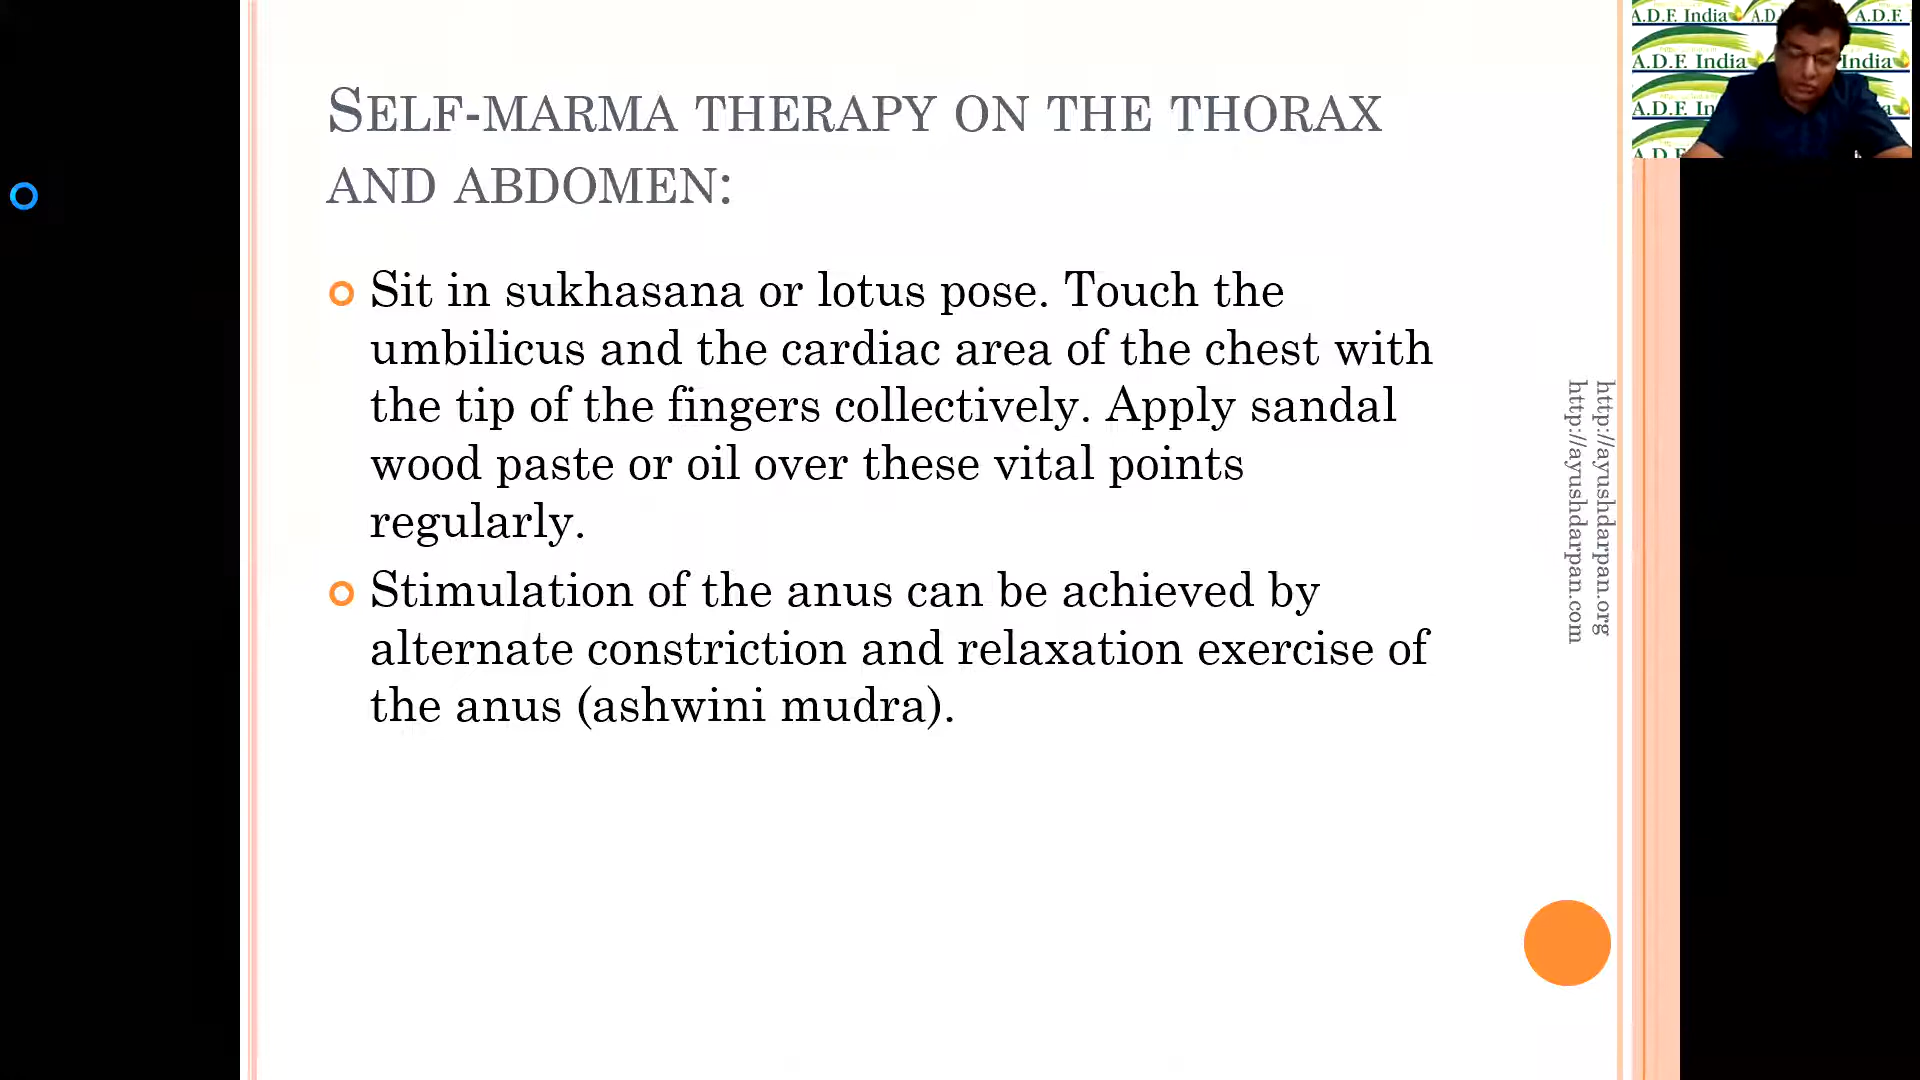 SELF-MARMA THERAPY ON THE THORAX
AND ABDOMEN:
Sit in sukhasana or lotus pose. Touch the
umbilicus and the cardiac area of the chest with
the tip of the fingers collectively. Apply sandal
wood paste or oil over these vital points
regularly.
Stimulation of the anus can be achieved by
alternate constriction and relaxation exercise of
the anus (ashwini mudra).
http://ayushdarpan.org
http://ayushdarpan.com
A.D.F. India
A.D.
A.D.F.
A.D.F. India
India
A.D.F. In
A.D.F